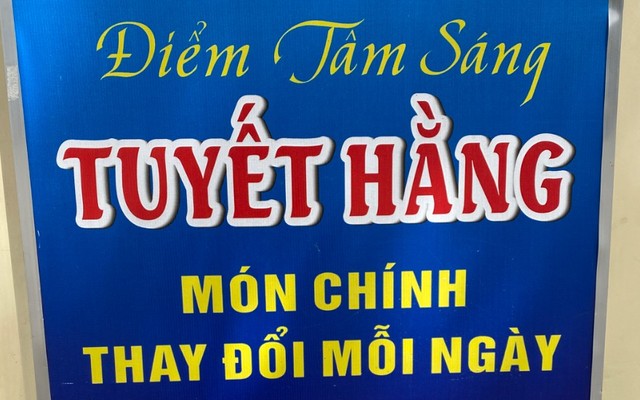 Điểm Tâm Sáng
TUYẾT HẰNG
MÓN CHÍNH
THAY ĐỔI MỖI NGÀY